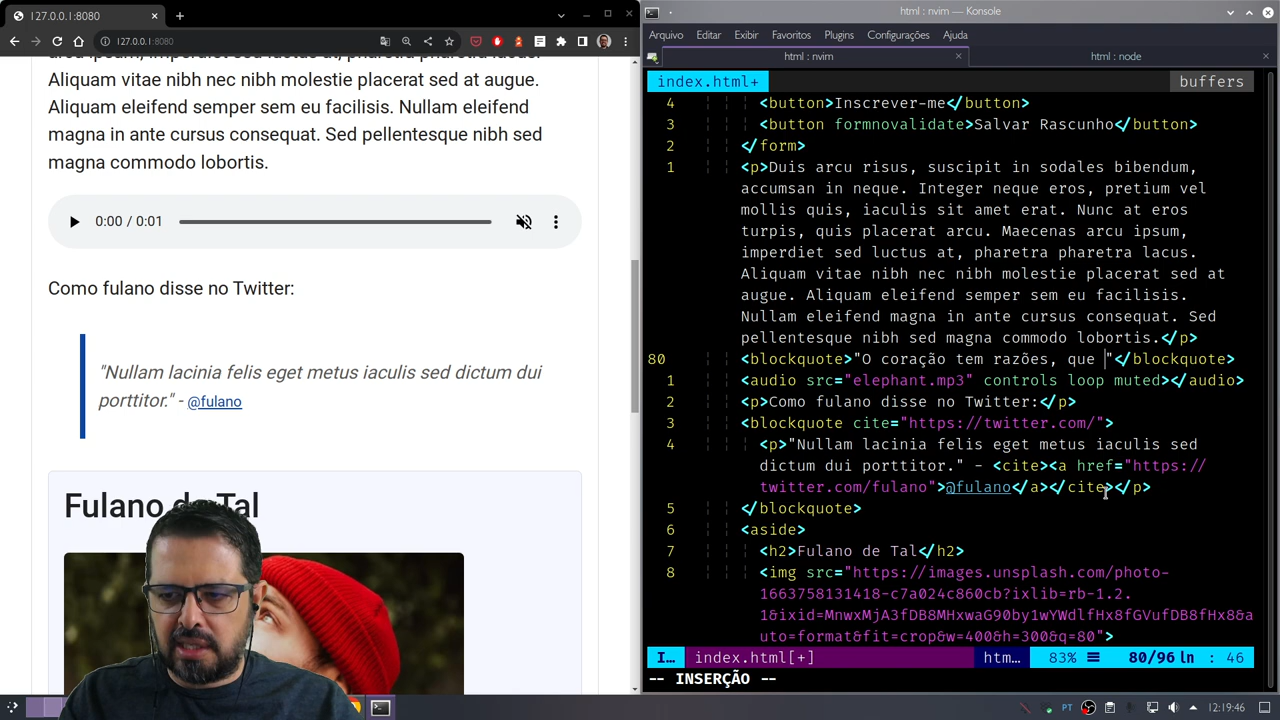 127.0.0.1:8080
127.0.0.1:8080
Aliquam vitae nibh nec nibh molestie placerat sed at augue.
Aliquam eleifend semper sem eu facilisis. Nullam eleifend
magna in ante cursus consequat. Sed pellentesque nibh sed
magna commodo lobortis.
0:00 / 0:01
Como fulano disse no Twitter:
"Nullam lacinia felis eget metus iaculis sed dictum dui
porttitor." - @fulano
Fulano de Tal
html : nvim — Konsole
Arquivo Editar Exibir Favoritos Plugins Configurações Ajuda
html : nvim
html : node
index.html+
buffers
4 <button>Inscrever-me</button>
3 <button formnovalidate>Salvar Rascunho</button>
2 </form>
1 <p>Duis arcu risus, suscipit in sodales bibendum,
accumsan in neque. Integer neque eros, pretium vel
mollis quis, iaculis sit amet erat. Nunc at eros
turpis, quis placerat arcu. Maecenas arcu ipsum,
imperdiet sed luctus at, pharetra pharetra lacus.
Aliquam vitae nibh nec nibh molestie placerat sed at
augue. Aliquam eleifend semper sem eu facilisis.
Nullam eleifend magna in ante cursus consequat. Sed
pellentesque nibh sed magna commodo lobortis.</p>
80 <blockquote>"O coração tem razões, que "</blockquote>
1 <audio src="elephant.mp3" controls loop muted></audio>
2 <p>Como fulano disse no Twitter:</p>
3 <blockquote cite="https://twitter.com/">
4 <p>"Nullam lacinia felis eget metus iaculis sed
dictum dui porttitor." - <cite><a href="https://
twitter.com/fulano">@fulano</a></cite></p>
5 </blockquote>
6 <aside>
7 <h2>Fulano de Tal</h2>
8 <img src="https://images.unsplash.com/photo-
1663758131418-c7a024c860cb?ixlib=rb-1.2.
1&ixid=MnwxMjA3fDB8MHxwaG90by1wYWdlfHx8fGVufDB8fHx8&a
uto=format&fit=crop&w=400&h=300&q=80">
I… index.html[+] htm… 83% 80/96 ln : 46
-- INSERÇÃO --
PT
12:19:46